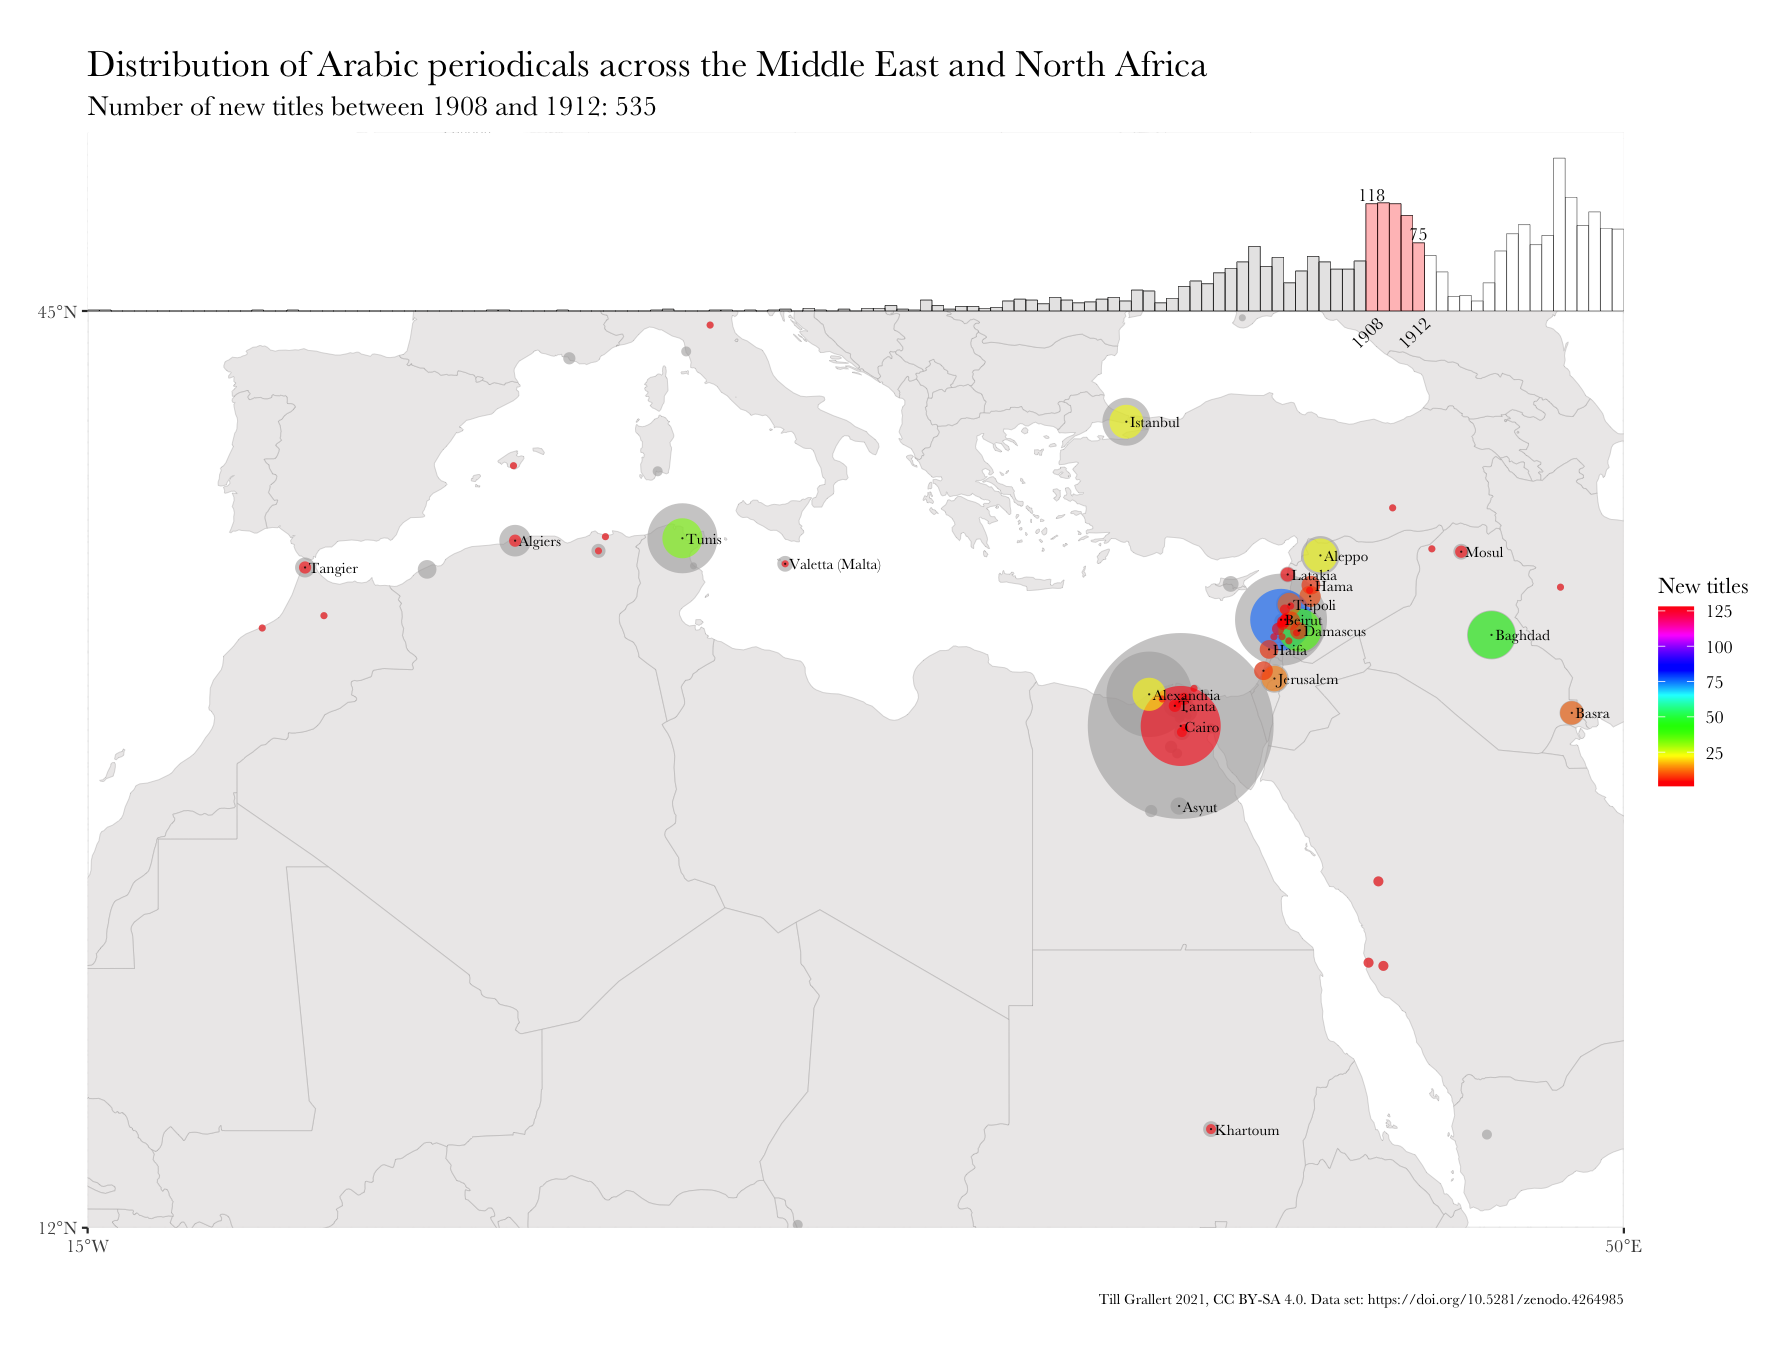 Distribution of Arabic periodicals across the Middle East and North Africa
Number of new titles between 1908 and 1912: 535
118
75
45°N
1908
1912
Istanbul
Algiers
Tunis
Mosul
Aleppo
Valetta (Malta)
Tangier
Latakia
Hama
New titles
Tripoli
125
Beirut
Damascus
Baghdad
100
Haifa
Jerusalem
75
Alexandria
Tanta
Basra
50
Cairo
25
Asyut
Khartoum
12°N
15°W
50°E
Till Grallert 2021, CC BY-SA 4.0. Data set: https://doi.org/10.5281/zenodo.4264985